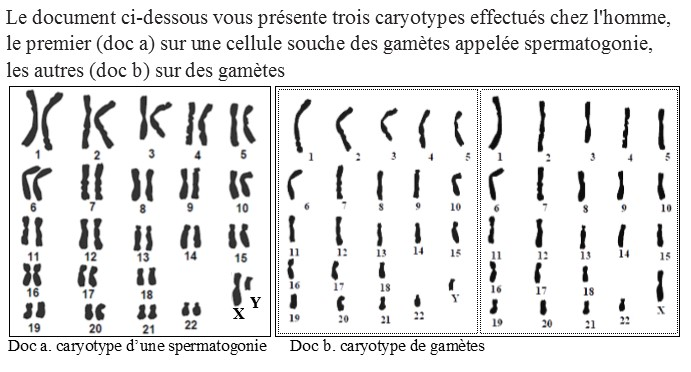 Le document ci-dessous vous présente trois caryotypes effectués chez l'homme,
le premier (doc a) sur une cellule souche des gamètes appelée spermatogonie,
les autres (doc b) sur des gamètes
1 2 3 4 5
6 7 8 9 10
11 12 13 14 15
16 17 18
X Y
19 20 21 22
1 2 3 4 5
6 7 8 9 10
11 12 13 14 15
16 17 18
Y
19 20 21 22
1 2 3 4 5
6 7 8 9 10
11 12 13 14 15
16 17 18
X
19 20 21 22
Doc a. caryotype d’une spermatogonie
Doc b. caryotype de gamètes